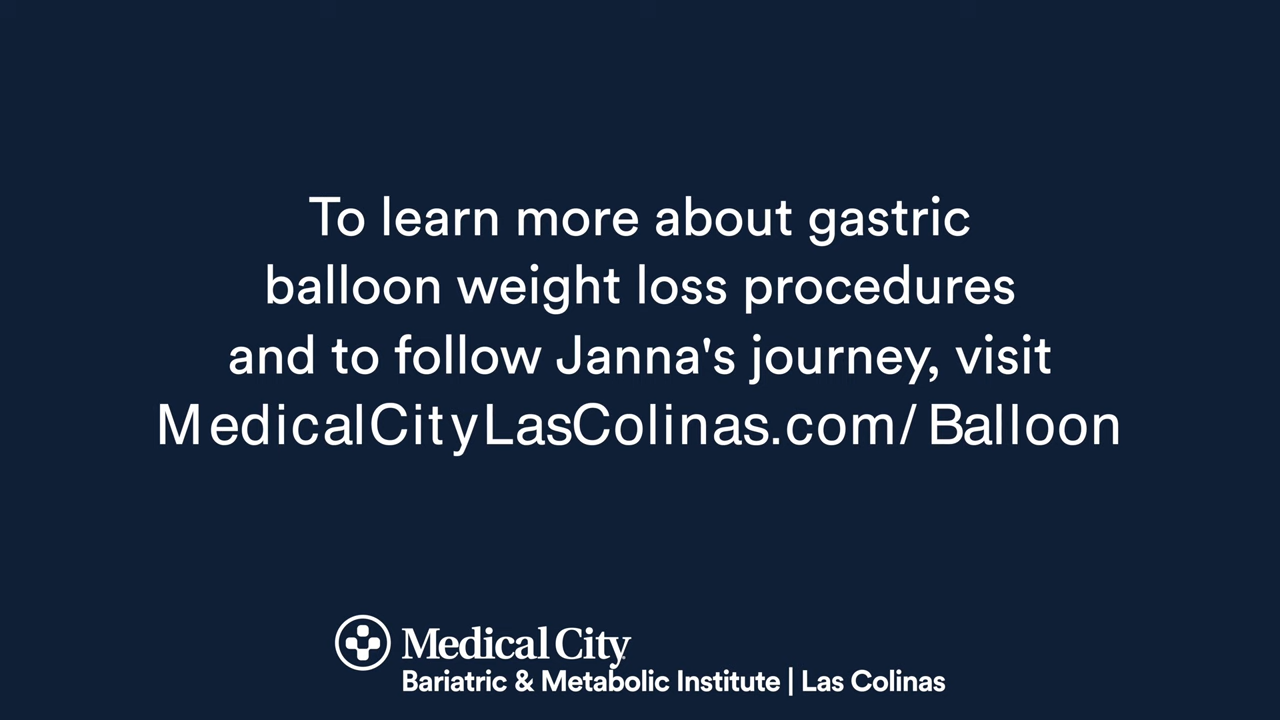 To learn more about gastric
balloon weight loss procedures
and to follow Janna's journey, visit
MedicalCityLasColinas.com/Balloon
Medical City
Bariatric & Metabolic Institute | Las Colinas